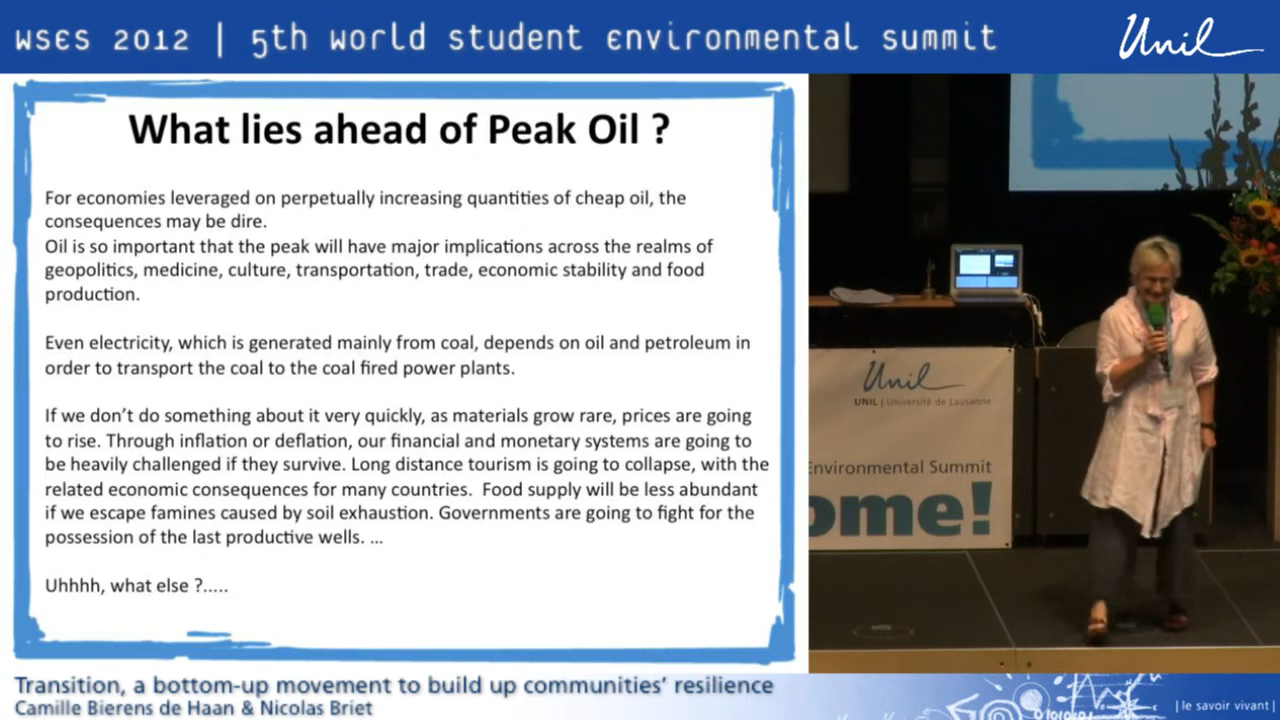 WSES 2012 | 5th world student environmental summit
Unil
What lies ahead of Peak Oil ?
For economies leveraged on perpetually increasing quantities of cheap oil, the
consequences may be dire.
Oil is so important that the peak will have major implications across the realms of
geopolitics, medicine, culture, transportation, trade, economic stability and food
production.
Even electricity, which is generated mainly from coal, depends on oil and petroleum in
order to transport the coal to the coal fired power plants.
If we don't do something about it very quickly, as materials grow rare, prices are going
to rise. Through inflation or deflation, our financial and monetary systems are going to
be heavily challenged if they survive. Long distance tourism is going to collapse, with the
related economic consequences for many countries.  Food supply will be less abundant
if we escape famines caused by soil exhaustion. Governments are going to fight for the
possession of the last productive wells. ...
Uhhhh, what else ?.....
Unil
UNIL | Université de Lausanne
Environmental Summit
ome!
Transition, a bottom-up movement to build up communities' resilience
Camille Bierens de Haan & Nicolas Briet
| le savoir vivant |